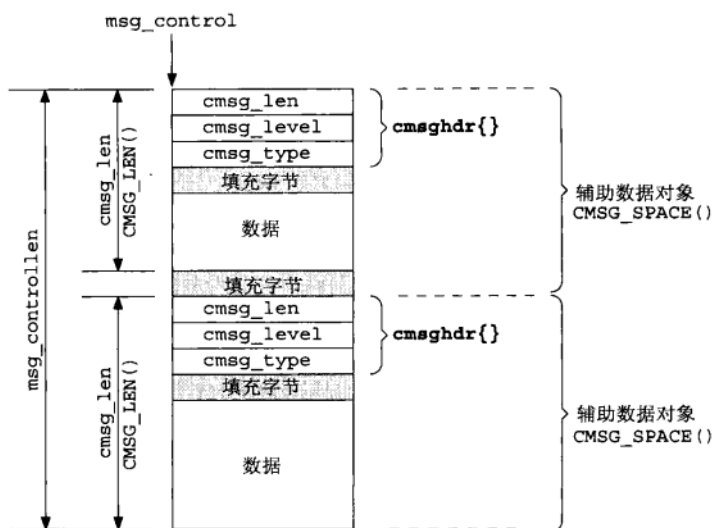 msg_control
cmsg_len
cmsg_level
cmsg_type
填充字节
数据
填充字节
cmsg_len
cmsg_level
cmsg_type
填充字节
数据
cmsghdr{}
cmsghdr{}
辅助数据对象
CMSG_SPACE()
辅助数据对象
CMSG_SPACE()
msg_controllen
cmsg_len
CMSG_LEN()
cmsg_len
CMSG_LEN()